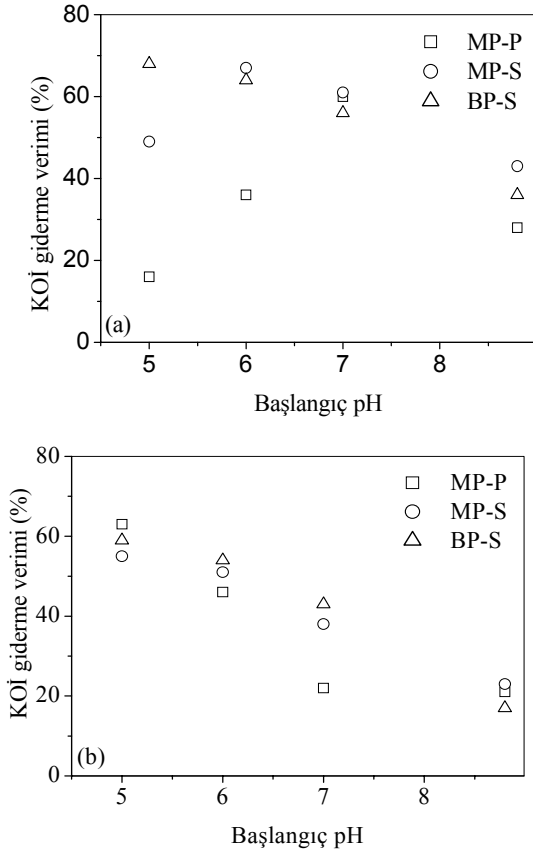 80
MP-P
MP-S
60
BP-S
KOİ giderme verimi (%)
40
20
0
(a)
5 6 7 8
Başlangıç pH
80
MP-P
MP-S
60
BP-S
KOİ giderme verimi (%)
40
20
0
(b)
5 6 7 8
Başlangıç pH